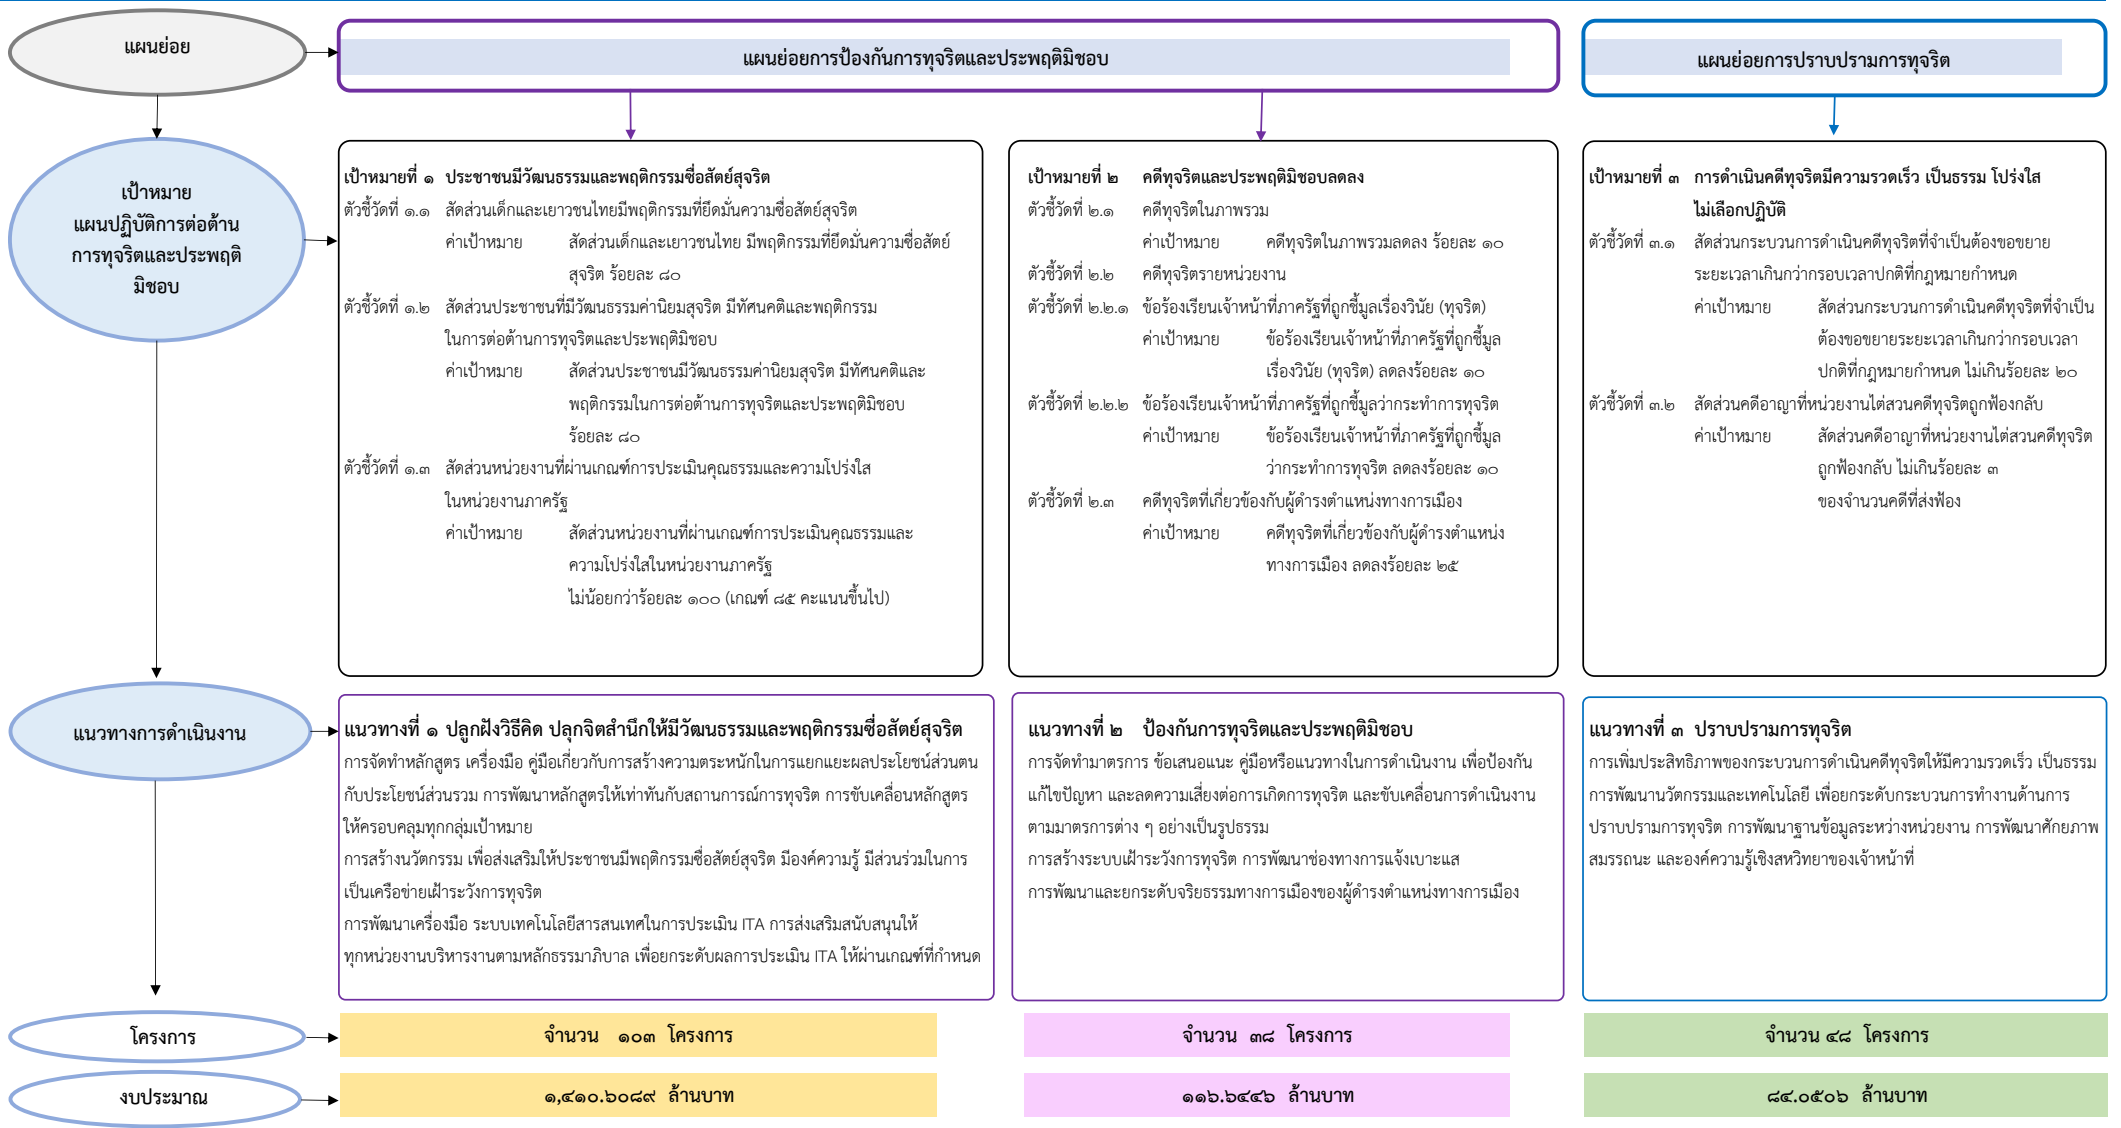 แผนย่อย
แผนย่อยการป้องกันการทุจริตและประพฤติมิชอบ
แผนย่อยการปราบปรามการทุจริต
เป้าหมาย
แผนปฏิบัติการต่อต้าน
การทุจริตและประพฤติ
มิชอบ
เป้าหมายที่ ๑ ประชาชนมีวัฒนธรรมและพฤติกรรมซื่อสัตย์สุจริต
ตัวชี้วัดที่ ๑.๑ สัดส่วนเด็กและเยาวชนไทยมีพฤติกรรมที่ยึดมั่นความซื่อสัตย์สุจริต
ค่าเป้าหมาย สัดส่วนเด็กและเยาวชนไทย มีพฤติกรรมที่ยึดมั่นความซื่อสัตย์
สุจริต ร้อยละ ๘๐
ตัวชี้วัดที่ ๑.๒ สัดส่วนประชาชนที่มีวัฒนธรรมค่านิยมสุจริต มีทัศนคติและพฤติกรรม
ในการต่อต้านการทุจริตและประพฤติมิชอบ
ค่าเป้าหมาย สัดส่วนประชาชนมีวัฒนธรรมค่านิยมสุจริต มีทัศนคติและ
พฤติกรรมในการต่อต้านการทุจริตและประพฤติมิชอบ
ร้อยละ ๘๐
ตัวชี้วัดที่ ๑.๓ สัดส่วนหน่วยงานที่ผ่านเกณฑ์การประเมินคุณธรรมและความโปร่งใส
ในหน่วยงานภาครัฐ
ค่าเป้าหมาย สัดส่วนหน่วยงานที่ผ่านเกณฑ์การประเมินคุณธรรมและ
ความโปร่งใสในหน่วยงานภาครัฐ
ไม่น้อยกว่าร้อยละ ๑๐๐ (เกณฑ์ ๘๕ คะแนนขึ้นไป)
เป้าหมายที่ ๒ คดีทุจริตและประพฤติมิชอบลดลง
ตัวชี้วัดที่ ๒.๑ คดีทุจริตในภาพรวม
ค่าเป้าหมาย คดีทุจริตในภาพรวมลดลง ร้อยละ ๑๐
ตัวชี้วัดที่ ๒.๒ คดีทุจริตรายหน่วยงาน
ตัวชี้วัดที่ ๒.๒.๑ ข้อร้องเรียนเจ้าหน้าที่ภาครัฐที่ถูกชี้มูลเรื่องวินัย (ทุจริต)
ค่าเป้าหมาย ข้อร้องเรียนเจ้าหน้าที่ภาครัฐที่ถูกชี้มูล
เรื่องวินัย (ทุจริต) ลดลงร้อยละ ๑๐
ตัวชี้วัดที่ ๒.๒.๒ ข้อร้องเรียนเจ้าหน้าที่ภาครัฐที่ถูกชี้มูลว่ากระทำการทุจริต
ค่าเป้าหมาย ข้อร้องเรียนเจ้าหน้าที่ภาครัฐที่ถูกชี้มูล
ว่ากระทำการทุจริต ลดลงร้อยละ ๑๐
ตัวชี้วัดที่ ๒.๓ คดีทุจริตที่เกี่ยวข้องกับผู้ดำรงตำแหน่งทางการเมือง
ค่าเป้าหมาย คดีทุจริตที่เกี่ยวข้องกับผู้ดำรงตำแหน่ง
ทางการเมือง ลดลงร้อยละ ๒๕
เป้าหมายที่ ๓ การดำเนินคดีทุจริตมีความรวดเร็ว เป็นธรรม โปร่งใส
ไม่เลือกปฏิบัติ
ตัวชี้วัดที่ ๓.๑ สัดส่วนกระบวนการดำเนินคดีทุจริตที่จำเป็นต้องขอขยาย
ระยะเวลาเกินกว่ากรอบเวลาปกติที่กฎหมายกำหนด
ค่าเป้าหมาย สัดส่วนกระบวนการดำเนินคดีทุจริตที่จำเป็น
ต้องขอขยายระยะเวลาเกินกว่ากรอบเวลา
ปกติที่กฎหมายกำหนด ไม่เกินร้อยละ ๒๐
ตัวชี้วัดที่ ๓.๒ สัดส่วนคดีอาญาที่หน่วยงานไต่สวนคดีทุจริตถูกฟ้องกลับ
ค่าเป้าหมาย สัดส่วนคดีอาญาที่หน่วยงานไต่สวนคดีทุจริต
ถูกฟ้องกลับ ไม่เกินร้อยละ ๓
ของจำนวนคดีที่ส่งฟ้อง
แนวทางการดำเนินงาน
แนวทางที่ ๑ ปลูกฝังวิธีคิด ปลุกจิตสำนึกให้มีวัฒนธรรมและพฤติกรรมซื่อสัตย์สุจริต
การจัดทำหลักสูตร เครื่องมือ คู่มือเกี่ยวกับการสร้างความตระหนักในการแยกแยะผลประโยชน์ส่วนตน
กับประโยชน์ส่วนรวม การพัฒนาหลักสูตรให้เท่าทันกับสถานการณ์การทุจริต การขับเคลื่อนหลักสูตร
ให้ครอบคลุมทุกกลุ่มเป้าหมาย
การสร้างนวัตกรรม เพื่อส่งเสริมให้ประชาชนมีพฤติกรรมซื่อสัตย์สุจริต มีองค์ความรู้ มีส่วนร่วมในการ
เป็นเครือข่ายเฝ้าระวังการทุจริต
การพัฒนาเครื่องมือ ระบบเทคโนโลยีสารสนเทศในการประเมิน ITA การส่งเสริมสนับสนุนให้
ทุกหน่วยงานบริหารงานตามหลักธรรมาภิบาล เพื่อยกระดับผลการประเมิน ITA ให้ผ่านเกณฑ์ที่กำหนด
แนวทางที่ ๒ ป้องกันการทุจริตและประพฤติมิชอบ
การจัดทำมาตรการ ข้อเสนอแนะ คู่มือหรือแนวทางในการดำเนินงาน เพื่อป้องกัน
แก้ไขปัญหา และลดความเสี่ยงต่อการเกิดการทุจริต และขับเคลื่อนการดำเนินงาน
ตามมาตรการต่าง ๆ อย่างเป็นรูปธรรม
การสร้างระบบเฝ้าระวังการทุจริต การพัฒนาช่องทางการแจ้งเบาะแส
การพัฒนาและยกระดับจริยธรรมทางการเมืองของผู้ดำรงตำแหน่งทางการเมือง
แนวทางที่ ๓ ปราบปรามการทุจริต
การเพิ่มประสิทธิภาพของกระบวนการดำเนินคดีทุจริตให้มีความรวดเร็ว เป็นธรรม
การพัฒนานวัตกรรมและเทคโนโลยี เพื่อยกระดับกระบวนการทำงานด้านการ
ปราบปรามการทุจริต การพัฒนาฐานข้อมูลระหว่างหน่วยงาน การพัฒนาศักยภาพ
สมรรถนะ และองค์ความรู้เชิงสหวิทยาของเจ้าหน้าที่
โครงการ
จำนวน ๑๐๓ โครงการ
จำนวน ๓๘ โครงการ
จำนวน ๔๘ โครงการ
งบประมาณ
๑,๔๑๐.๖๐๘๙ ล้านบาท
๑๑๖.๖๔๔๖ ล้านบาท
๘๔.๐๕๐๖ ล้านบาท